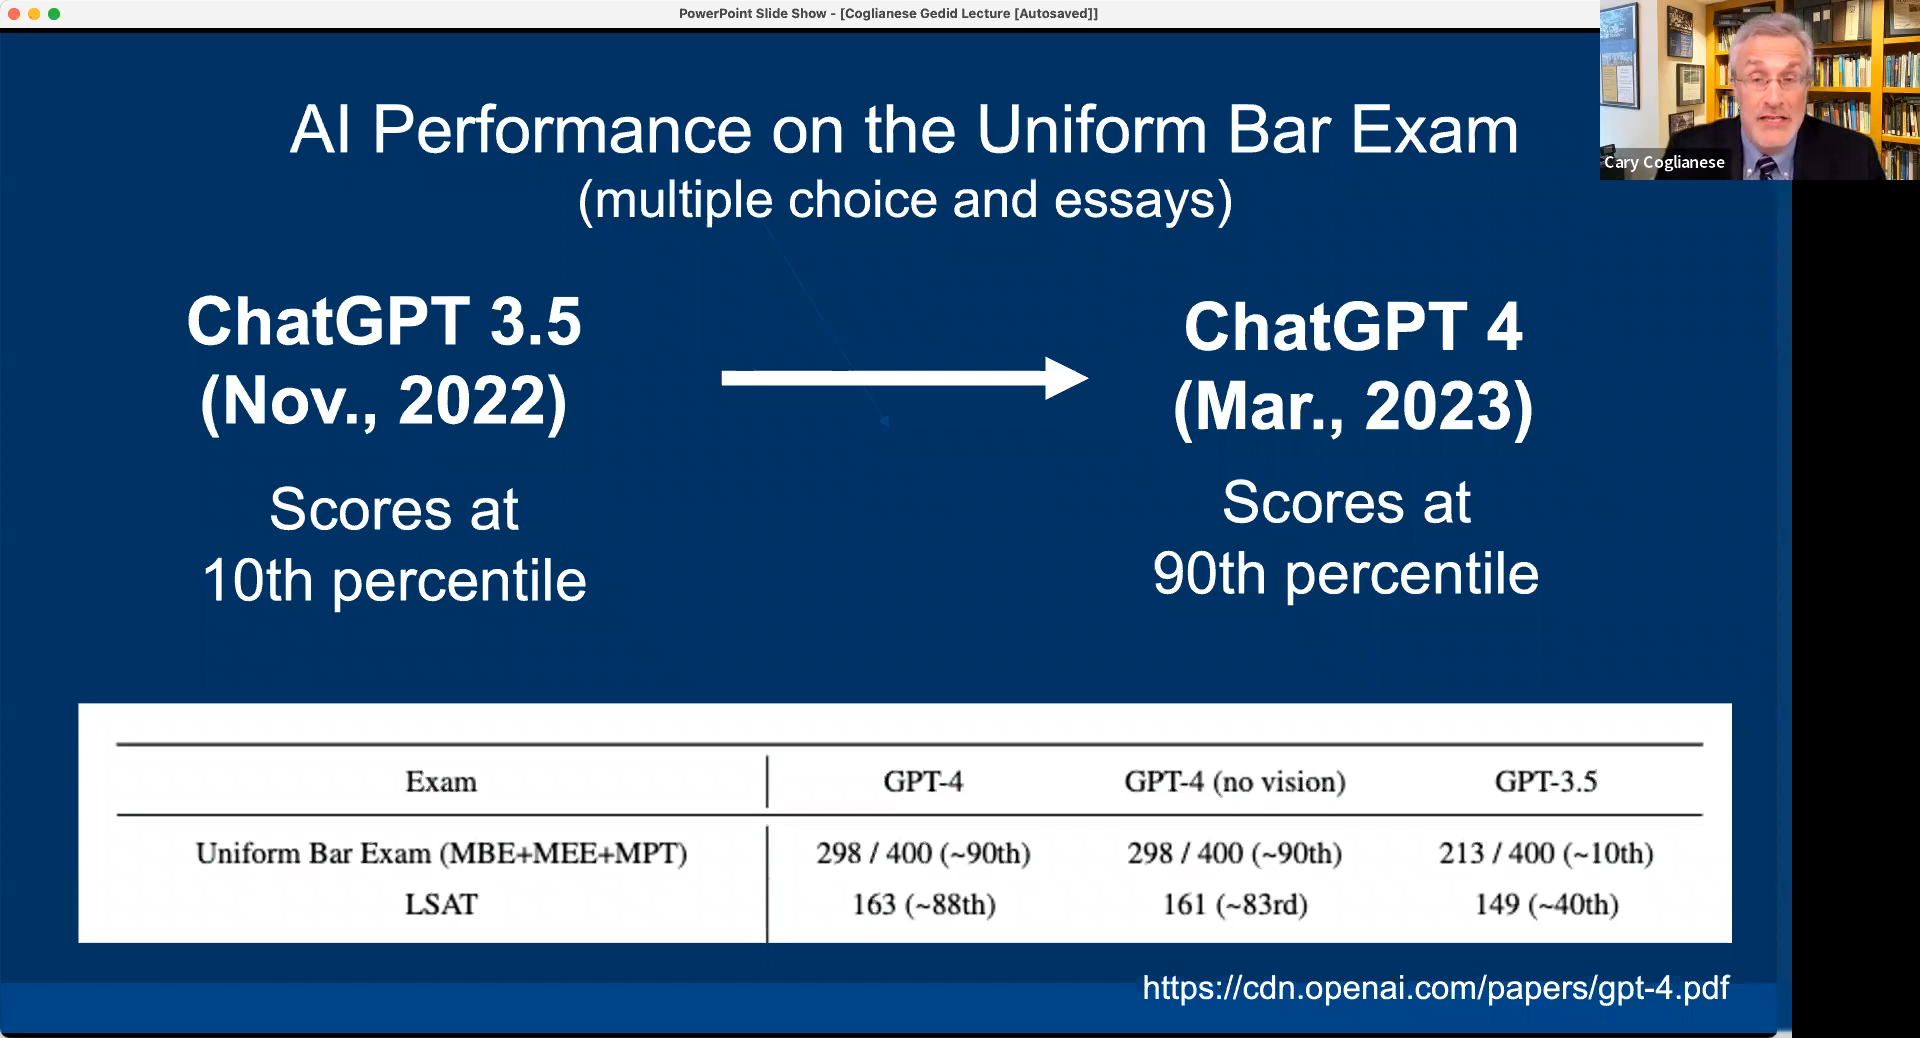 PowerPoint Slide Show - [Coglianese Gedid Lecture [Autosaved]]
Cary Coglianese
AI Performance on the Uniform Bar Exam
(multiple choice and essays)
ChatGPT 3.5
(Nov., 2022)
Scores at
10th percentile
ChatGPT 4
(Mar., 2023)
Scores at
90th percentile
Exam GPT-4 GPT-4 (no vision) GPT-3.5
Uniform Bar Exam (MBE+MEE+MPT) 298 / 400 (~90th) 298 / 400 (~90th) 213 / 400 (~10th)
LSAT 163 (~88th) 161 (~83rd) 149 (~40th)
https://cdn.openai.com/papers/gpt-4.pdf